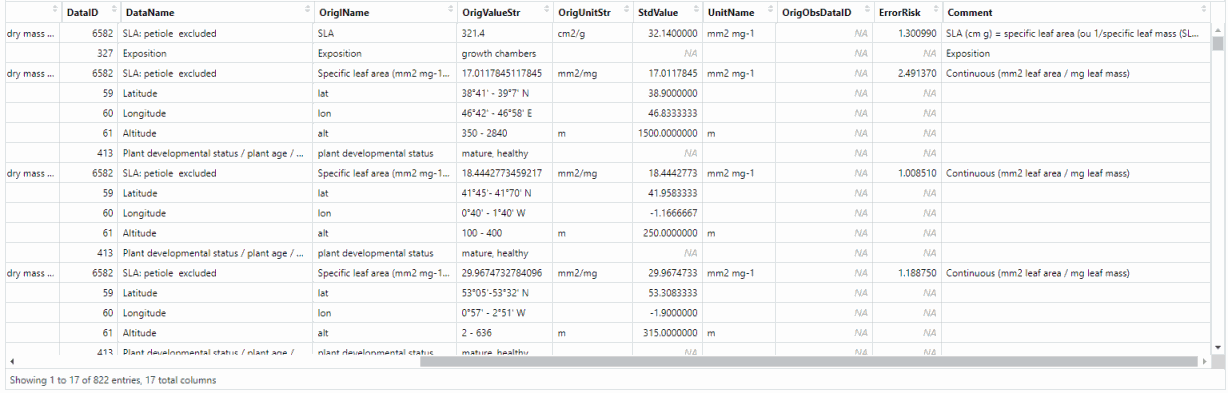 DataID DataName OrigIName OrigValueStr OrigUnitStr StdValue UnitName OrigObsDataID ErrorRisk Comment
dry mass ... 6582 SLA: petiole excluded SLA 321.4 cm2/g 32.1400000 mm2 mg-1 NA 1.300990 SLA (cm g) = specific leaf area (ou 1/specific leaf mass (SL...
327 Exposition Exposition growth chambers NA NA NA Exposition
dry mass ... 6582 SLA: petiole excluded Specific leaf area (mm2 mg-1... 17.0117845117845 mm2/mg 17.0117845 mm2 mg-1 NA 2.491370 Continuous (mm2 leaf area / mg leaf mass)
59 Latitude lat 38°41' - 39°7' N 38.9000000 NA NA
60 Longitude lon 46°42' - 46°58' E 46.8333333 NA NA
61 Altitude alt 350 - 2840 m 1500.0000000 m NA NA
413 Plant developmental status / plant age / ... plant developmental status mature, healthy NA NA NA
dry mass ... 6582 SLA: petiole excluded Specific leaf area (mm2 mg-1... 18.4442773459217 mm2/mg 18.4442773 mm2 mg-1 NA 1.008510 Continuous (mm2 leaf area / mg leaf mass)
59 Latitude lat 41°45'- 41°70' N 41.9583333 NA NA
60 Longitude lon 0°40' - 1°40' W -1.1666667 NA NA
61 Altitude alt 100 - 400 m 250.0000000 m NA NA
413 Plant developmental status / plant age / ... plant developmental status mature, healthy NA NA NA
dry mass ... 6582 SLA: petiole excluded Specific leaf area (mm2 mg-1... 29.9674732784096 mm2/mg 29.9674733 mm2 mg-1 NA 1.188750 Continuous (mm2 leaf area / mg leaf mass)
59 Latitude lat 53°05'-53°32' N 53.3083333 NA NA
60 Longitude lon 0°57' - 2°51' W -1.9000000 NA NA
61 Altitude alt 2 - 636 m 315.0000000 m NA NA
413 Plant developmental status / plant age / plant developmental status mature, healthy NA NA NA
Showing 1 to 17 of 822 entries, 17 total columns